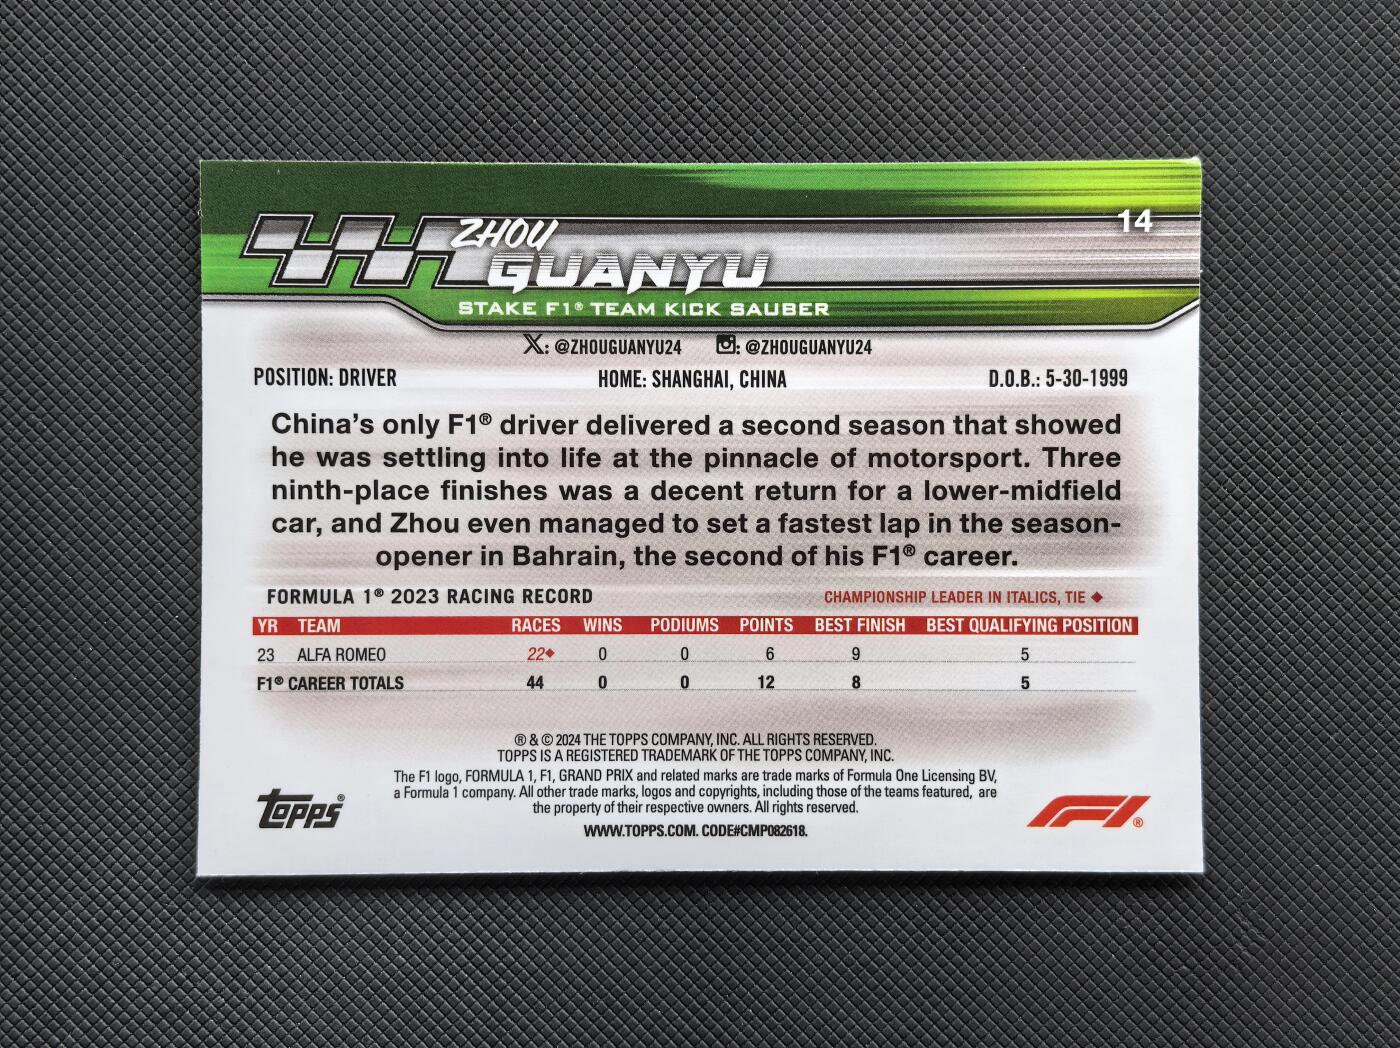 14
ZHOU
GUANYU
STAKE F1® TEAM KICK SAUBER
X: @ZHOUGUANYU24 : @ZHOUGUANYU24
POSITION: DRIVER HOME: SHANGHAI, CHINA D.O.B.: 5-30-1999
China's only F1® driver delivered a second season that showed
he was settling into life at the pinnacle of motorsport. Three
ninth-place finishes was a decent return for a lower-midfield
car, and Zhou even managed to set a fastest lap in the season-
opener in Bahrain, the second of his F1® career.
FORMULA 1® 2023 RACING RECORD CHAMPIONSHIP LEADER IN ITALICS, TIE ◆
YR TEAM RACES WINS PODIUMS POINTS BEST FINISH BEST QUALIFYING POSITION
23 ALFA ROMEO 22◆ 0 0 6 9 5
F1® CAREER TOTALS 44 0 0 12 8 5
® & © 2024 THE TOPPS COMPANY, INC. ALL RIGHTS RESERVED.
TOPPS IS A REGISTERED TRADEMARK OF THE TOPPS COMPANY, INC.
The F1 logo, FORMULA 1, F1, GRAND PRIX and related marks are trade marks of Formula One Licensing BV,
a Formula 1 company. All other trade marks, logos and copyrights, including those of the teams featured, are
the property of their respective owners. All rights reserved.
WWW.TOPPS.COM. CODE#CMP082618.
topps®
F1®